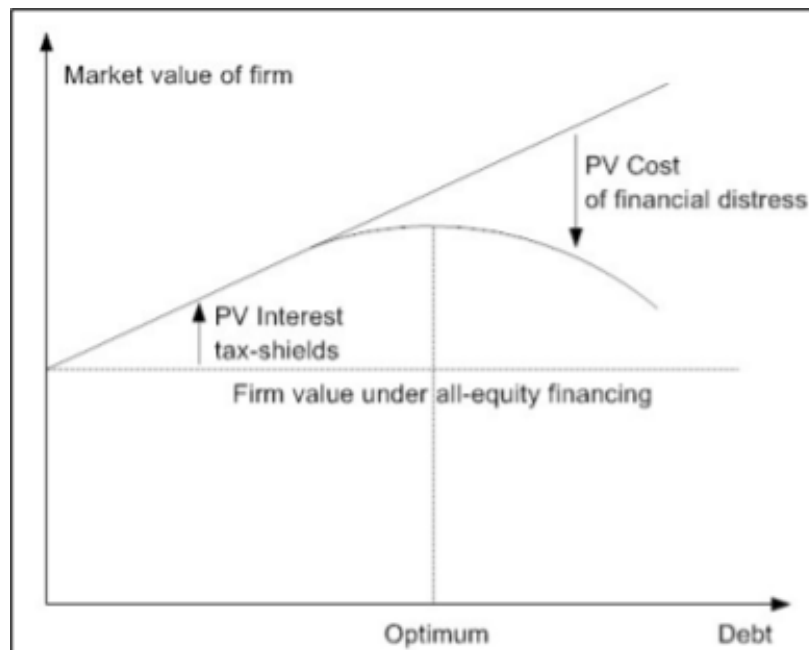 Market value of firm
PV Cost
of financial distress
PV Interest
tax-shields
Firm value under all-equity financing
Optimum
Debt